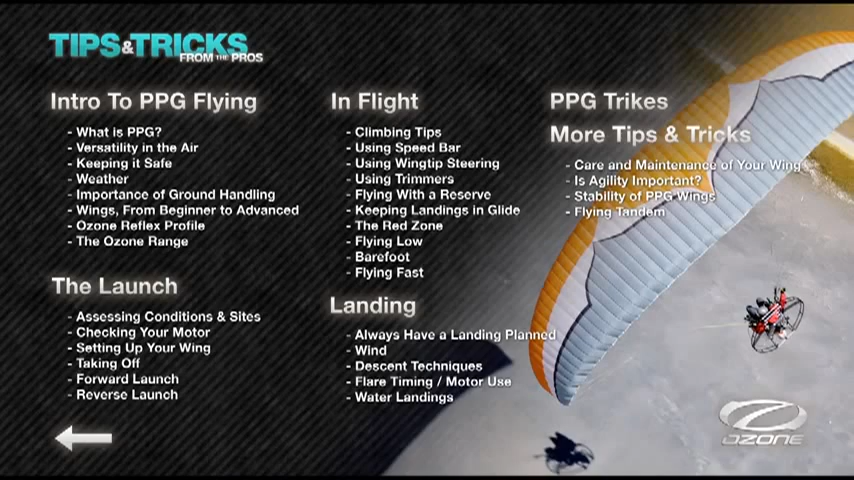 TIPS & TRICKS
FROM THE PROS
Intro To PPG Flying
- What is PPG?
- Versatility in the Air
- Keeping it Safe
- Weather
- Importance of Ground Handling
- Wings, From Beginner to Advanced
- Ozone Reflex Profile
- The Ozone Range
The Launch
- Assessing Conditions & Sites
- Checking Your Motor
- Setting Up Your Wing
- Taking Off
- Forward Launch
- Reverse Launch
In Flight
- Climbing Tips
- Using Speed Bar
- Using Wingtip Steering
- Using Trimmers
- Flying With a Reserve
- Keeping Landings in Glide
- The Red Zone
- Flying Low
- Barefoot
- Flying Fast
Landing
- Always Have a Landing Planned
- Wind
- Descent Techniques
- Flare Timing / Motor Use
- Water Landings
PPG Trikes
More Tips & Tricks
- Care and Maintenance of Your Wing
- Is Agility Important?
- Stability of PPG Wings
- Flying Tandem
OZONE